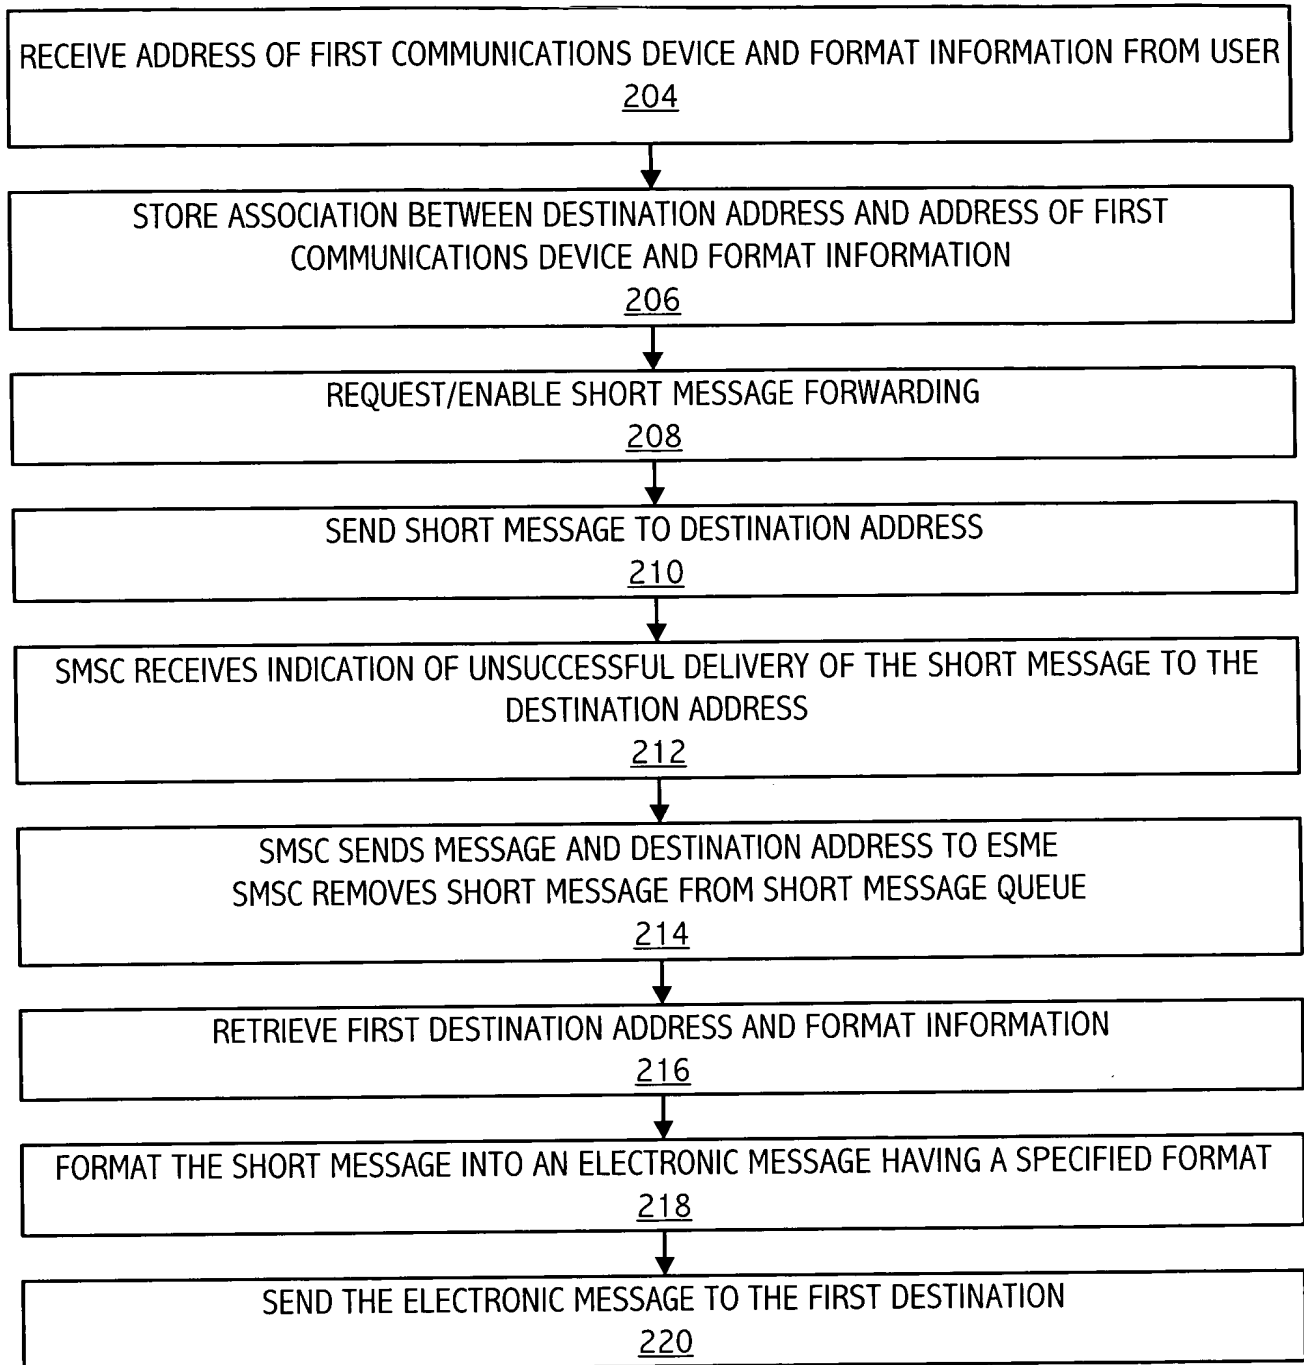 RECEIVE ADDRESS OF FIRST COMMUNICATIONS DEVICE AND FORMAT INFORMATION FROM USER
204
STORE ASSOCIATION BETWEEN DESTINATION ADDRESS AND ADDRESS OF FIRST
COMMUNICATIONS DEVICE AND FORMAT INFORMATION
206
REQUEST/ENABLE SHORT MESSAGE FORWARDING
208
SEND SHORT MESSAGE TO DESTINATION ADDRESS
210
SMSC RECEIVES INDICATION OF UNSUCCESSFUL DELIVERY OF THE SHORT MESSAGE TO THE
DESTINATION ADDRESS
212
SMSC SENDS MESSAGE AND DESTINATION ADDRESS TO ESME
SMSC REMOVES SHORT MESSAGE FROM SHORT MESSAGE QUEUE
214
RETRIEVE FIRST DESTINATION ADDRESS AND FORMAT INFORMATION
216
FORMAT THE SHORT MESSAGE INTO AN ELECTRONIC MESSAGE HAVING A SPECIFIED FORMAT
218
SEND THE ELECTRONIC MESSAGE TO THE FIRST DESTINATION
220